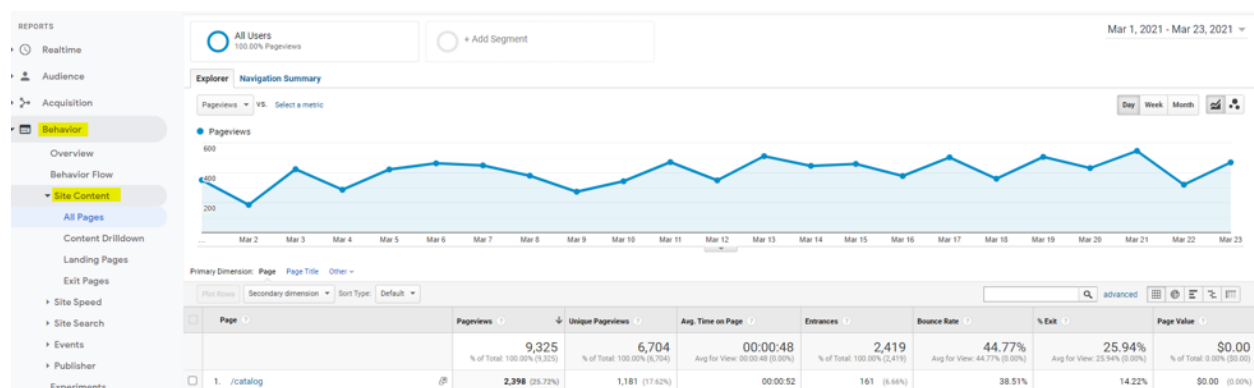 REPORTS
Realtime
Audience
Acquisition
Behavior
Overview
Behavior Flow
Site Content
All Pages
Content Drilldown
Landing Pages
Exit Pages
Site Speed
Site Search
Events
Publisher
Experiments
All Users
100.00% Pageviews
+ Add Segment
Mar 1, 2021 - Mar 23, 2021
Explorer Navigation Summary
Pageviews VS. Select a metric
Day Week Month
Pageviews
600
400
200
... Mar 2 Mar 3 Mar 4 Mar 5 Mar 6 Mar 7 Mar 8 Mar 9 Mar 10 Mar 11 Mar 12 Mar 13 Mar 14 Mar 15 Mar 16 Mar 17 Mar 18 Mar 19 Mar 20 Mar 21 Mar 22 Mar 23
Primary Dimension: Page Page Title Other
Plot Rows Secondary dimension Sort Type: Default advanced
Page Pageviews Unique Pageviews Avg. Time on Page Entrances Bounce Rate % Exit Page Value
9,325 6,704 00:00:48 2,419 44.77% 25.94% $0.00
% of Total: 100.00% (9,325) % of Total: 100.00% (6,704) Avg for View: 00:00:48 (0.00%) % of Total: 100.00% (2,419) Avg for View: 44.77% (0.00%) Avg for View: 25.94% (0.00%) % of Total: 0.00% ($0.00)
1. /catalog 2,398 (25.72%) 1,181 (17.62%) 00:00:52 161 (6.66%) 38.51% 14.22% $0.00 (0.00%)